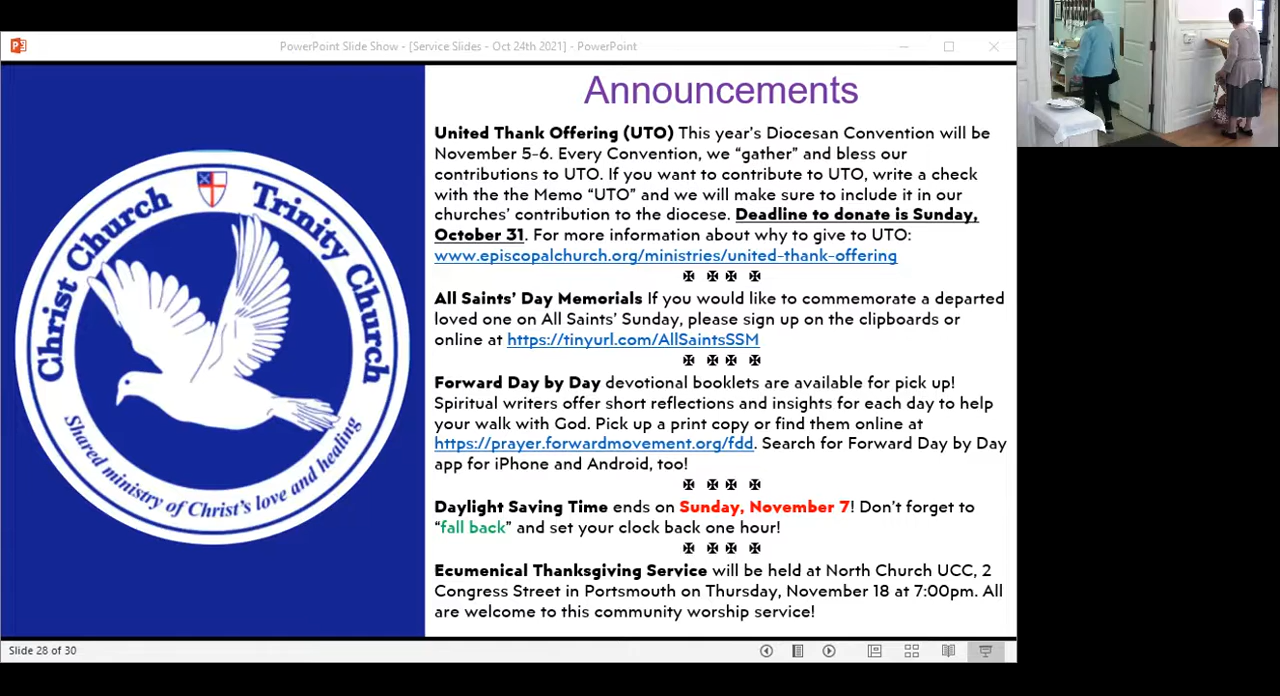 PowerPoint Slide Show - [Service Slides - Oct 24th 2021] - PowerPoint
Christ Church Trinity Church
Shared ministry of Christ's love and healing
Announcements
United Thank Offering (UTO) This year's Diocesan Convention will be
November 5-6. Every Convention, we "gather" and bless our
contributions to UTO. If you want to contribute to UTO, write a check
with the the Memo "UTO" and we will make sure to include it in our
churches' contribution to the diocese. Deadline to donate is Sunday,
October 31. For more information about why to give to UTO:
www.episcopalchurch.org/ministries/united-thank-offering
✠ ✠ ✠ ✠
All Saints' Day Memorials If you would like to commemorate a departed
loved one on All Saints' Sunday, please sign up on the clipboards or
online at https://tinyurl.com/AllSaintsSSM
✠ ✠ ✠ ✠
Forward Day by Day devotional booklets are available for pick up!
Spiritual writers offer short reflections and insights for each day to help
your walk with God. Pick up a print copy or find them online at
https://prayer.forwardmovement.org/fdd. Search for Forward Day by Day
app for iPhone and Android, too!
✠ ✠ ✠ ✠
Daylight Saving Time ends on Sunday, November 7! Don't forget to
"fall back" and set your clock back one hour!
✠ ✠ ✠ ✠
Ecumenical Thanksgiving Service will be held at North Church UCC, 2
Congress Street in Portsmouth on Thursday, November 18 at 7:00pm. All
are welcome to this community worship service!
Slide 28 of 30